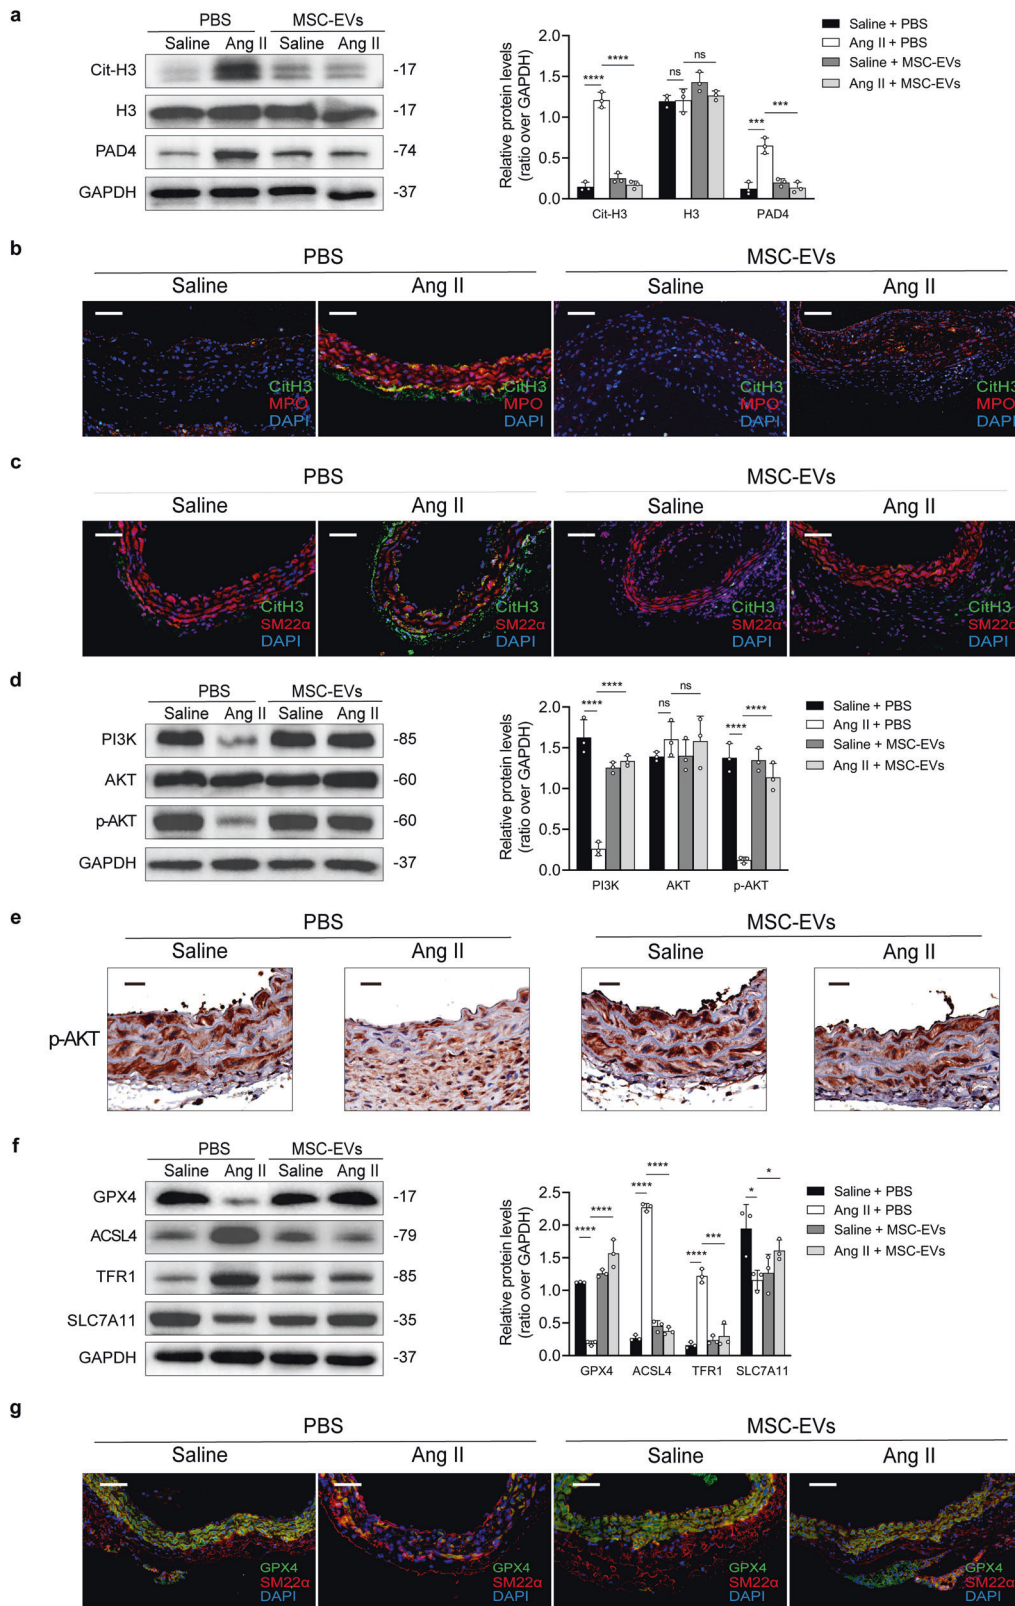 a
PBS MSC-EVs
Saline Ang II Saline Ang II
Cit-H3 -17
H3 -17
PAD4 -74
GAPDH -37
Relative protein levels
(ratio over GAPDH)
2.0
1.5
1.0
0.5
0.0
**** ****
ns ns
*** ***
Cit-H3 H3 PAD4
Saline + PBS
Ang II + PBS
Saline + MSC-EVs
Ang II + MSC-EVs
b
PBS MSC-EVs
Saline Ang II Saline Ang II
CitH3 CitH3 CitH3 CitH3
MPO MPO MPO MPO
DAPI DAPI DAPI DAPI
c
PBS MSC-EVs
Saline Ang II Saline Ang II
CitH3 CitH3 CitH3 CitH3
SM22α SM22α SM22α SM22α
DAPI DAPI DAPI DAPI
d
PBS MSC-EVs
Saline Ang II Saline Ang II
PI3K -85
AKT -60
p-AKT -60
GAPDH -37
Relative protein levels
(ratio over GAPDH)
2.0
1.5
1.0
0.5
0.0
**** ****
ns ns
**** ****
PI3K AKT p-AKT
Saline + PBS
Ang II + PBS
Saline + MSC-EVs
Ang II + MSC-EVs
e
PBS MSC-EVs
Saline Ang II Saline Ang II
p-AKT
f
PBS MSC-EVs
Saline Ang II Saline Ang II
GPX4 -17
ACSL4 -79
TFR1 -85
SLC7A11 -35
GAPDH -37
Relative protein levels
(ratio over GAPDH)
2.5
2.0
1.5
1.0
0.5
0.0
**** ****
**** ****
**** ***
* *
GPX4 ACSL4 TFR1 SLC7A11
Saline + PBS
Ang II + PBS
Saline + MSC-EVs
Ang II + MSC-EVs
g
PBS MSC-EVs
Saline Ang II Saline Ang II
GPX4 GPX4 GPX4 GPX4
SM22α SM22α SM22α SM22α
DAPI DAPI DAPI DAPI